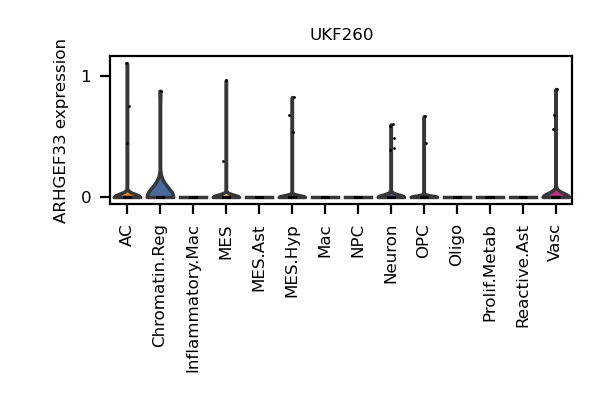 UKF260
ARHGEF33 expression
1
0
AC
Chromatin.Reg
Inflammatory.Mac
MES
MES.Ast
MES.Hyp
Mac
NPC
Neuron
OPC
Oligo
Prolif.Metab
Reactive.Ast
Vasc